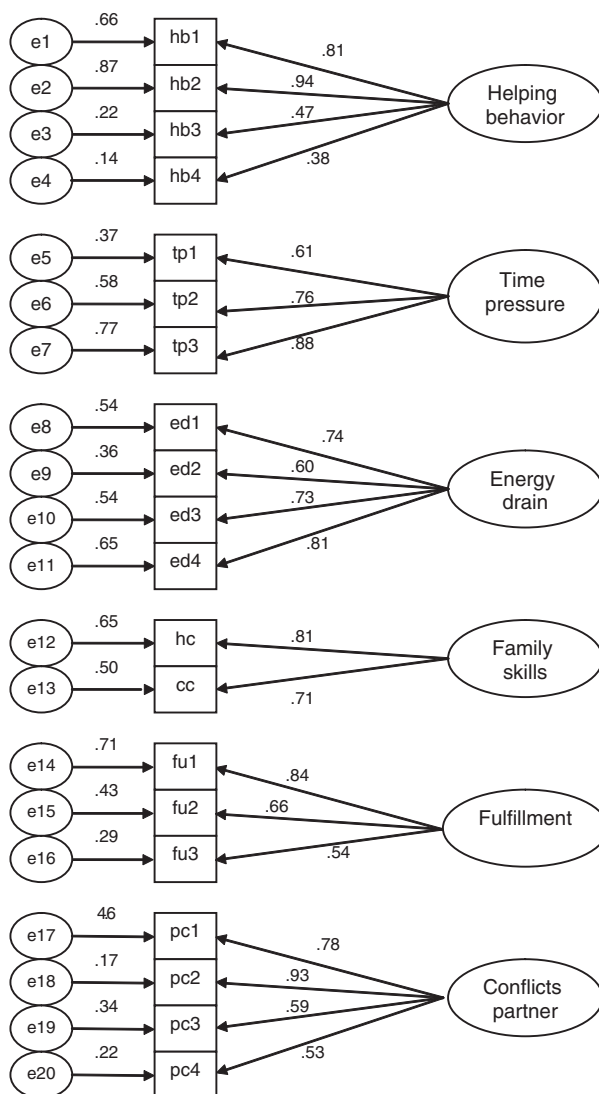 e1 .66 hb1 .81
e2 .87 hb2 .94
e3 .22 hb3 .47
e4 .14 hb4 .38
Helping
behavior
e5 .37 tp1 .61
e6 .58 tp2 .76
e7 .77 tp3 .88
Time
pressure
e8 .54 ed1 .74
e9 .36 ed2 .60
e10 .54 ed3 .73
e11 .65 ed4 .81
Energy
drain
e12 .65 hc .81
e13 .50 cc .71
Family
skills
e14 .71 fu1 .84
e15 .43 fu2 .66
e16 .29 fu3 .54
Fulfillment
e17 4.6 pc1 .78
e18 .17 pc2 .93
e19 .34 pc3 .59
e20 .22 pc4 .53
Conflicts
partner